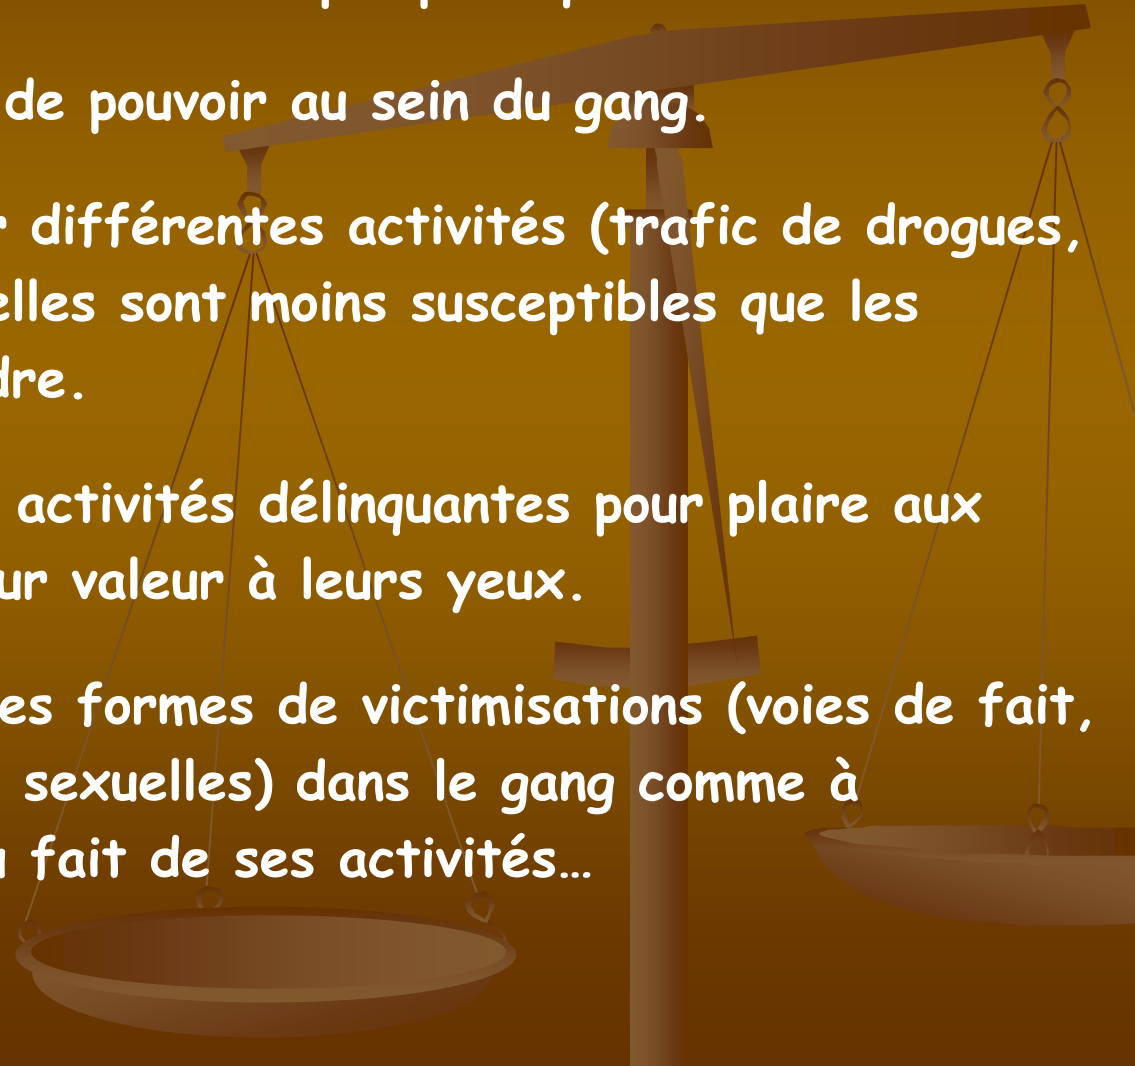 de pouvoir au sein du gang.
différentes activités (trafic de drogues,
elles sont moins susceptibles que les
dre.
activités délinquantes pour plaire aux
ur valeur à leurs yeux.
es formes de victimisations (voies de fait,
sexuelles) dans le gang comme à
fait de ses activités…